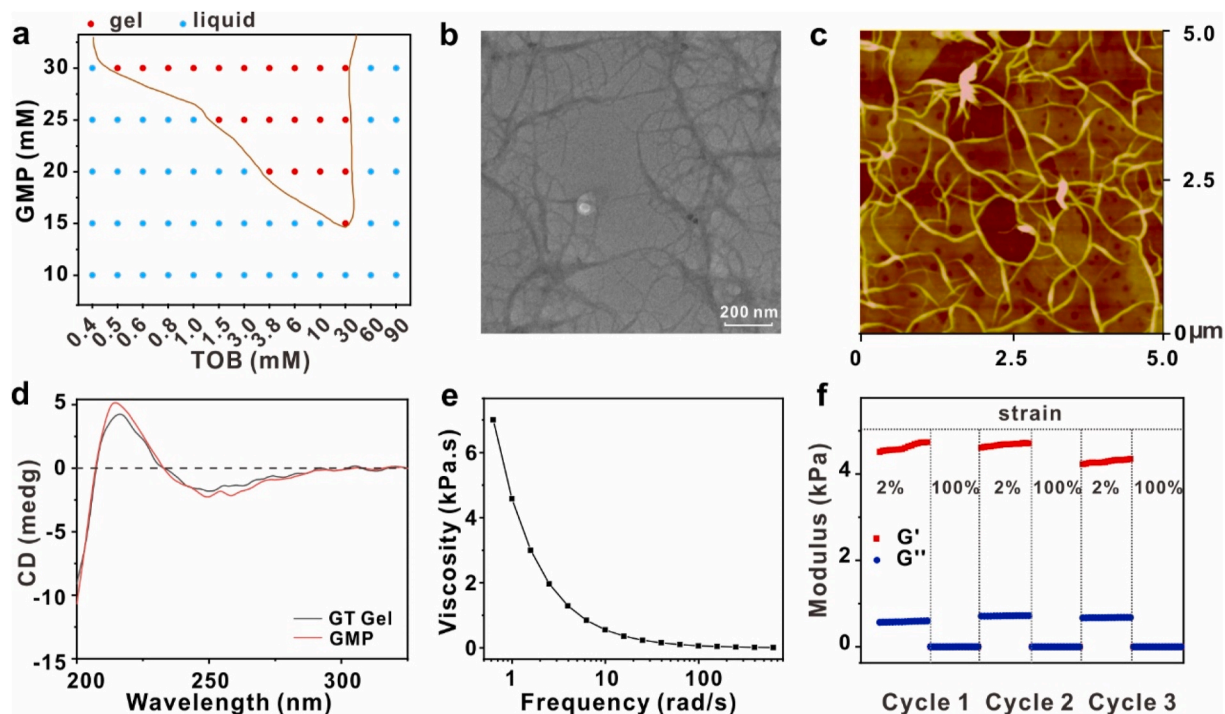 a
gel
liquid
GMP (mM)
30
25
20
15
10
0.4
0.5
0.6
0.8
1.0
1.5
3.0
3.8
6
10
30
60
90
TOB (mM)
b
200 nm
c
5.0
2.5
0 μm
0
2.5
5.0
d
CD (medg)
5
0
-5
-10
-15
GT Gel
GMP
200
250
300
Wavelength (nm)
e
Viscosity (kPa.s)
8
6
4
2
0
1
10
100
Frequency (rad/s)
f
Modulus (kPa)
strain
4
2
0
2%
100%
2%
100%
2%
100%
G'
G''
Cycle 1
Cycle 2
Cycle 3